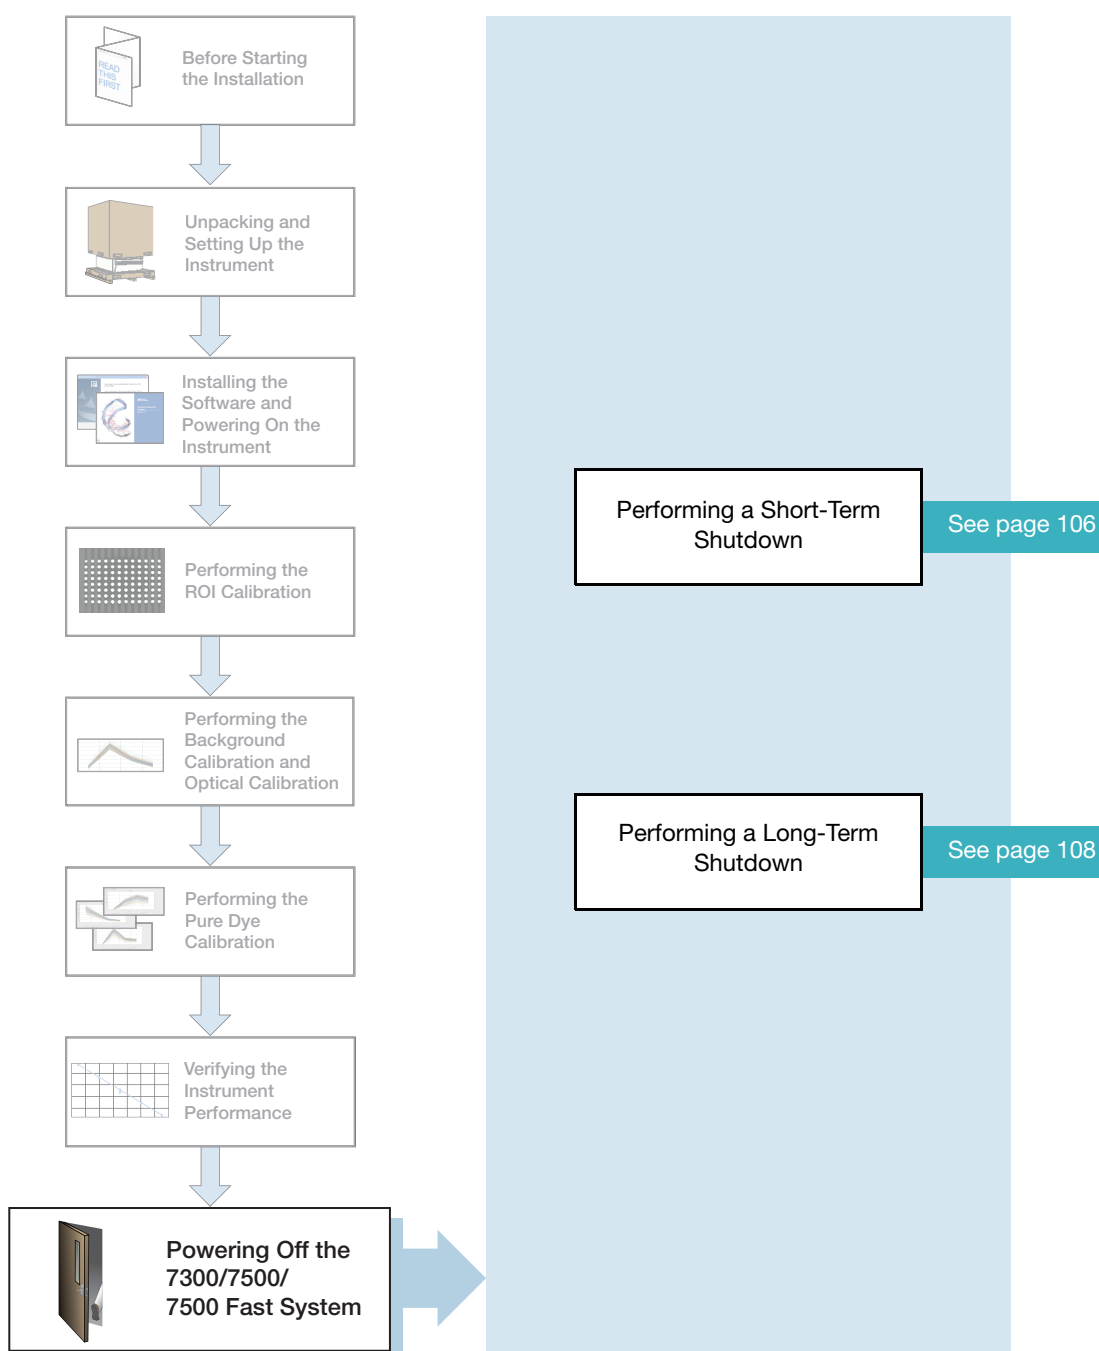 READ
THIS
FIRST
Before Starting
the Installation
Unpacking and
Setting Up the
Instrument
Installing the
Software and
Powering On the
Instrument
Performing the
ROI Calibration
Performing the
Background
Calibration and
Optical Calibration
Performing the
Pure Dye
Calibration
Verifying the
Instrument
Performance
Powering Off the
7300/7500/
7500 Fast System
Performing a Short-Term
Shutdown
See page 106
Performing a Long-Term
Shutdown
See page 108